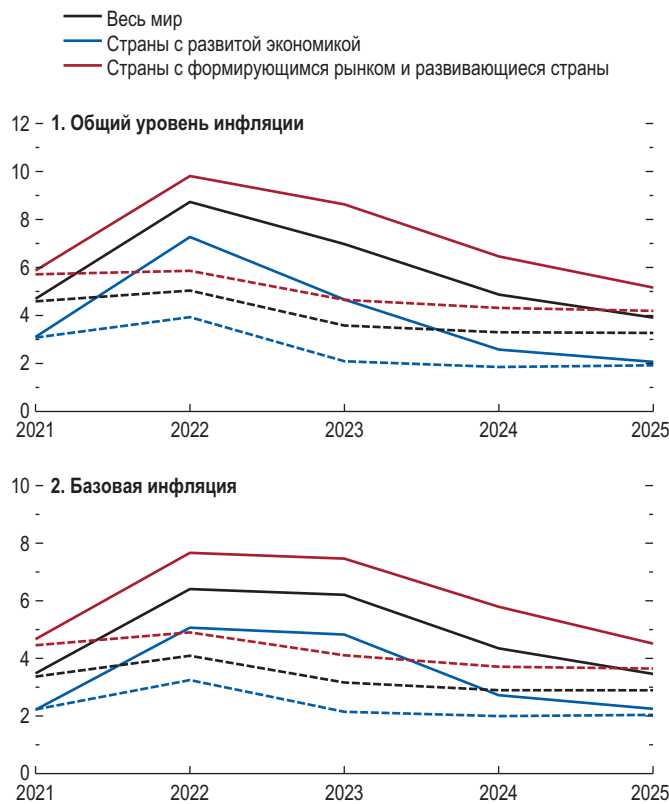 Весь мир
Страны с развитой экономикой
Страны с формирующимся рынком и развивающиеся страны
12
1. Общий уровень инфляции
10
8
6
4
2
0
2021 2022 2023 2024 2025
10
2. Базовая инфляция
8
6
4
2
0
2021 2022 2023 2024 2025